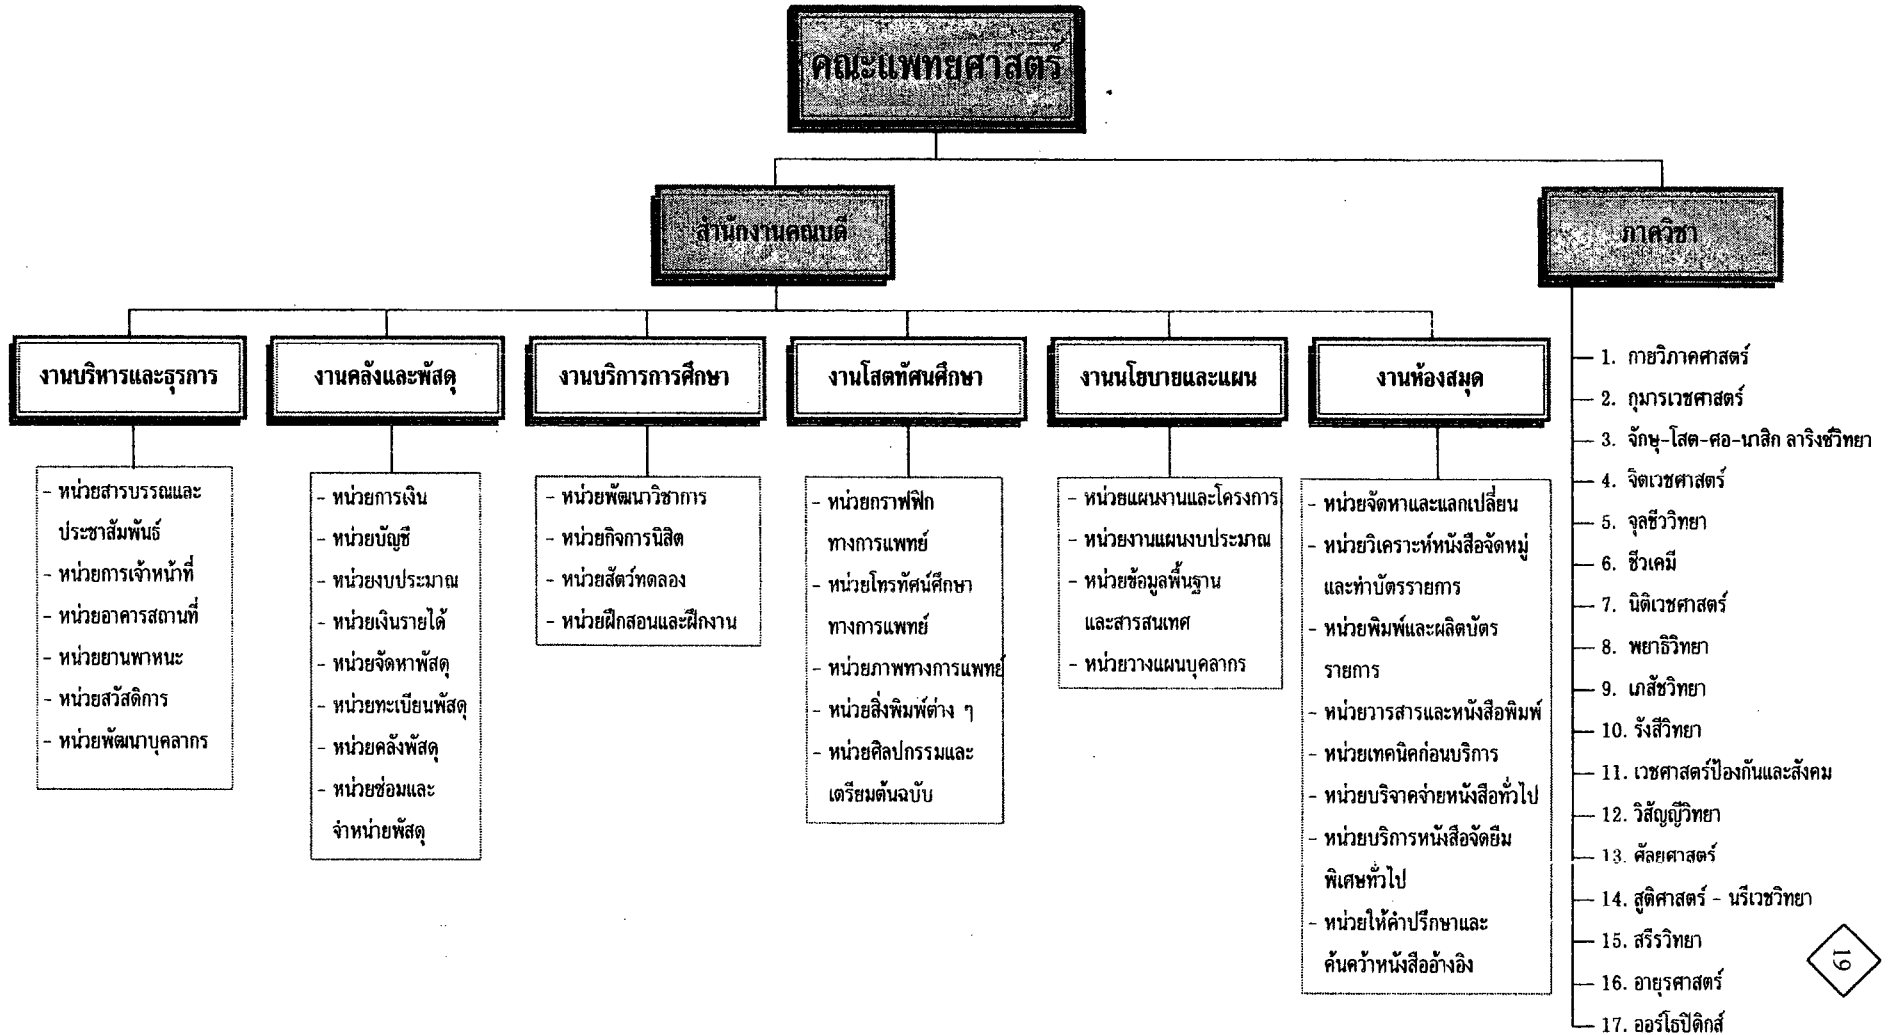 คณะแพทยศาสตร์
สำนักงานคณบดี
ภาควิชา
งานบริหารและธุรการ
- หน่วยสารบรรณและ
ประชาสัมพันธ์
- หน่วยการเจ้าหน้าที่
- หน่วยอาคารสถานที่
- หน่วยยานพาหนะ
- หน่วยสวัสดิการ
- หน่วยพัฒนาบุคลากร
งานคลังและพัสดุ
- หน่วยการเงิน
- หน่วยบัญชี
- หน่วยงบประมาณ
- หน่วยเงินรายได้
- หน่วยจัดหาพัสดุ
- หน่วยทะเบียนพัสดุ
- หน่วยคลังพัสดุ
- หน่วยซ่อมและ
จำหน่ายพัสดุ
งานบริการการศึกษา
- หน่วยพัฒนาวิชาการ
- หน่วยกิจการนิสิต
- หน่วยสัตว์ทดลอง
- หน่วยฝึกสอนและฝึกงาน
งานโสตทัศนศึกษา
- หน่วยกราฟฟิก
ทางการแพทย์
- หน่วยโทรทัศน์ศึกษา
ทางการแพทย์
- หน่วยภาพทางการแพทย์
- หน่วยสิ่งพิมพ์ต่าง ๆ
- หน่วยศิลปกรรมและ
เตรียมต้นฉบับ
งานนโยบายและแผน
- หน่วยแผนงานและโครงการ
- หน่วยงานแผนงบประมาณ
- หน่วยข้อมูลพื้นฐาน
และสารสนเทศ
- หน่วยวางแผนบุคลากร
งานห้องสมุด
- หน่วยจัดหาและแลกเปลี่ยน
- หน่วยวิเคราะห์หนังสือจัดหมู่
และทำบัตรรายการ
- หน่วยพิมพ์และผลิตบัตร
รายการ
- หน่วยวารสารและหนังสือพิมพ์
- หน่วยเทคนิคก่อนบริการ
- หน่วยบริจาคจ่ายหนังสือทั่วไป
- หน่วยบริการหนังสือจัดยืม
พิเศษทั่วไป
- หน่วยให้คำปรึกษาและ
ค้นคว้าหนังสืออ้างอิง
1. กายวิภาคศาสตร์
2. กุมารเวชศาสตร์
3. จักษุ-โสต-ศอ-นาสิก ลาริงซ์วิทยา
4. จิตเวชศาสตร์
5. จุลชีววิทยา
6. ชีวเคมี
7. นิติเวชศาสตร์
8. พยาธิวิทยา
9. เภสัชวิทยา
10. รังสีวิทยา
11. เวชศาสตร์ป้องกันและสังคม
12. วิสัญญีวิทยา
13. ศัลยศาสตร์
14. สูติศาสตร์ - นรีเวชวิทยา
15. สรีรวิทยา
16. อายุรศาสตร์
17. ออร์โธปิดิกส์
19